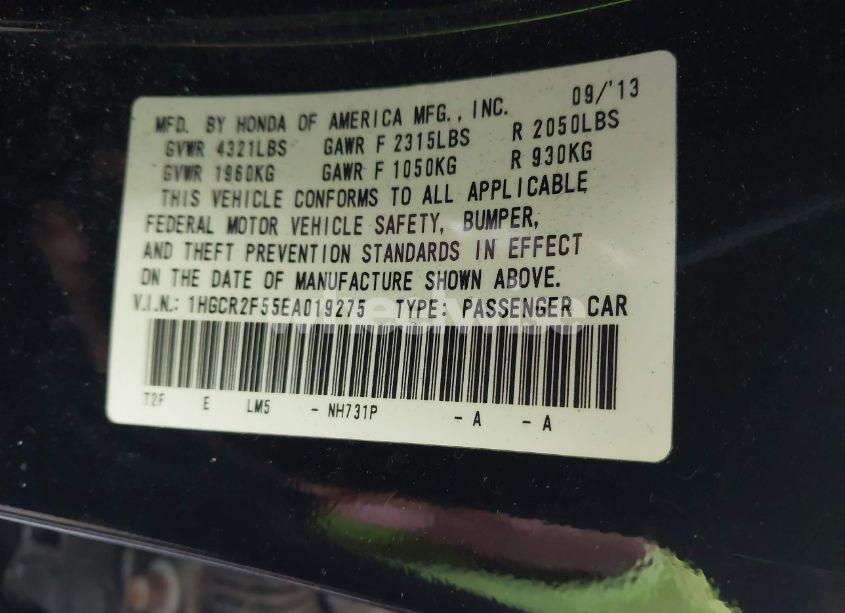 MFD. BY HONDA OF AMERICA MFG., INC. 09/'13
GVWR 4321LBS GAWR F 2315LBS R 2050LBS
GVWR 1960KG GAWR F 1050KG R 930KG
THIS VEHICLE CONFORMS TO ALL APPLICABLE
FEDERAL MOTOR VEHICLE SAFETY, BUMPER,
AND THEFT PREVENTION STANDARDS IN EFFECT
ON THE DATE OF MANUFACTURE SHOWN ABOVE.
V.I.N.: 1HGCR2F55EA019275 TYPE: PASSENGER CAR
T2F E LM5 - NH731P - A - A